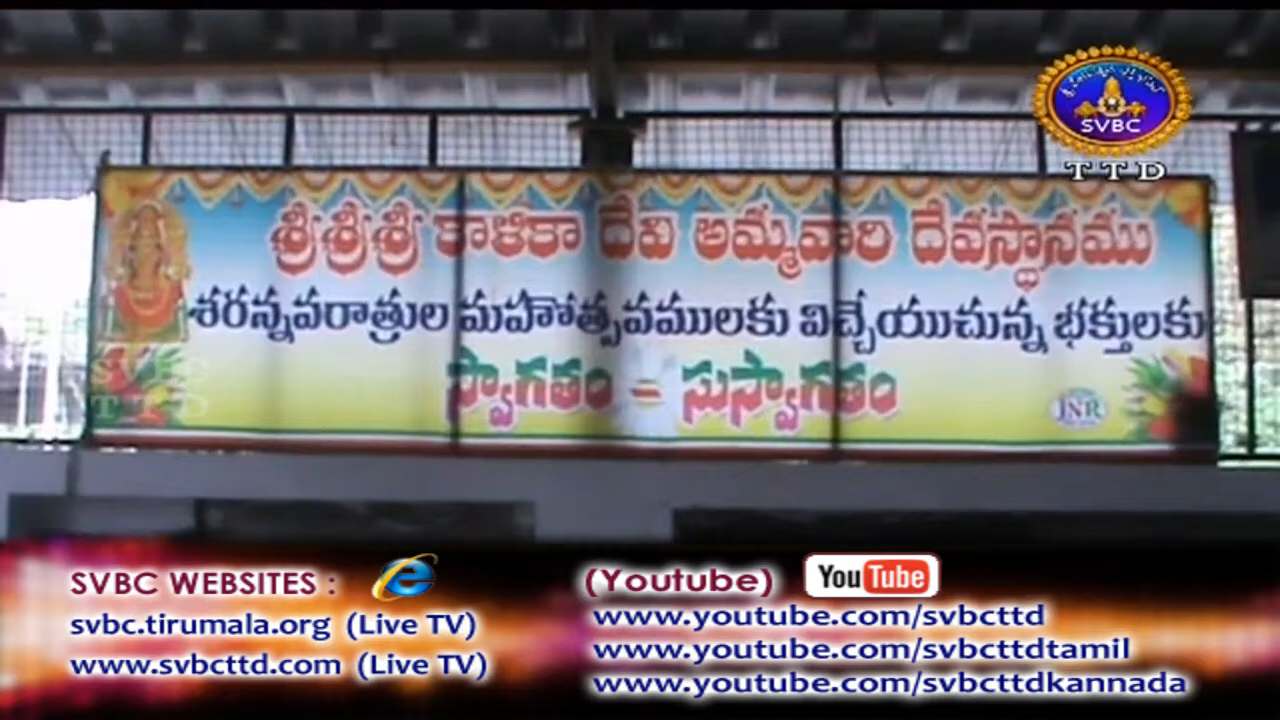 SVBC
TTD
శ్రీశ్రీశ్రీ కాళికా దేవి అమ్మవారి దేవస్థానము
శరన్నవరాత్రుల మహోత్సవములకు విచ్చేయుచున్న భక్తులకు
స్వాగతం - సుస్వాగతం
JNR
SVBC
TTD
SVBC WEBSITES :
svbc.tirumala.org (Live TV)
www.svbcttd.com (Live TV)
(Youtube) YouTube
www.youtube.com/svbcttd
www.youtube.com/svbcttdtamil
www.youtube.com/svbcttdkannada